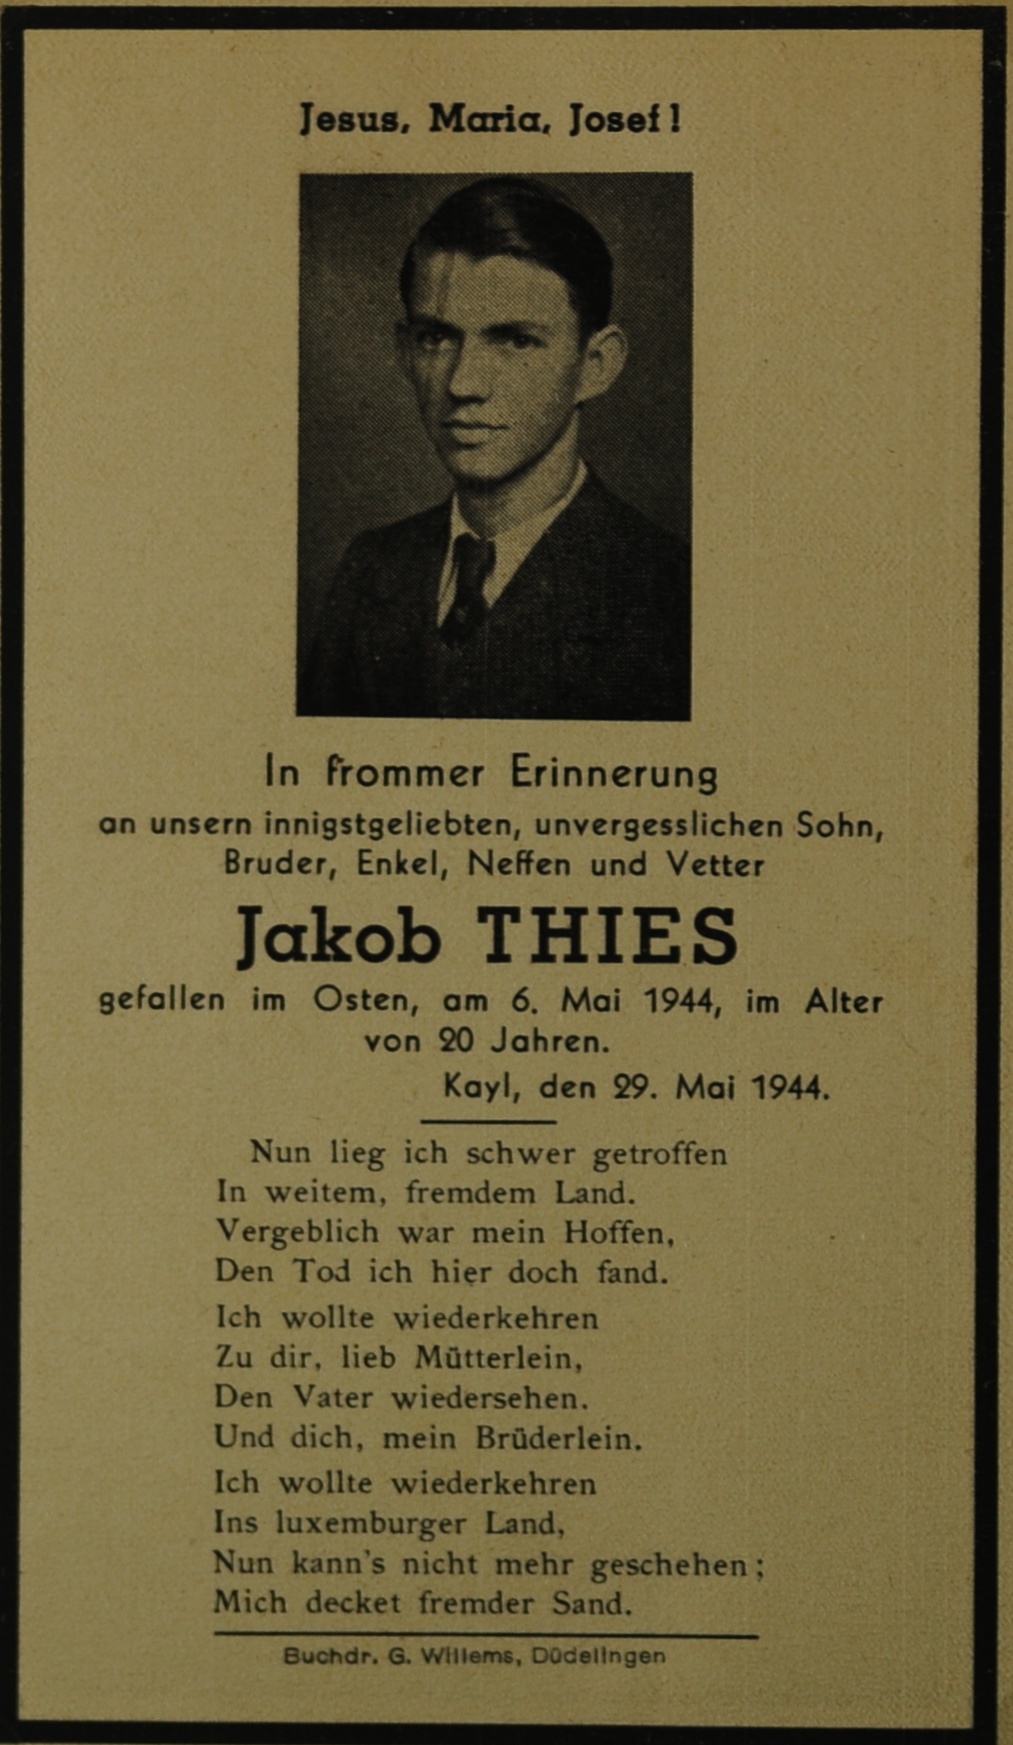 Jesus, Maria, Josef!
In frommer Erinnerung
an unsern innigstgeliebten, unvergesslichen Sohn,
Bruder, Enkel, Neffen und Vetter
Jakob THIES
gefallen im Osten, am 6. Mai 1944, im Alter
von 20 Jahren.
Kayl, den 29. Mai 1944.
Nun lieg ich schwer getroffen
In weitem, fremdem Land.
Vergeblich war mein Hoffen,
Den Tod ich hier doch fand.
Ich wollte wiederkehren
Zu dir, lieb Mütterlein,
Den Vater wiedersehen.
Und dich, mein Brüderlein.
Ich wollte wiederkehren
Ins luxemburger Land,
Nun kann's nicht mehr geschehen;
Mich decket fremder Sand.
Buchdr. G. Willems, Düdelingen